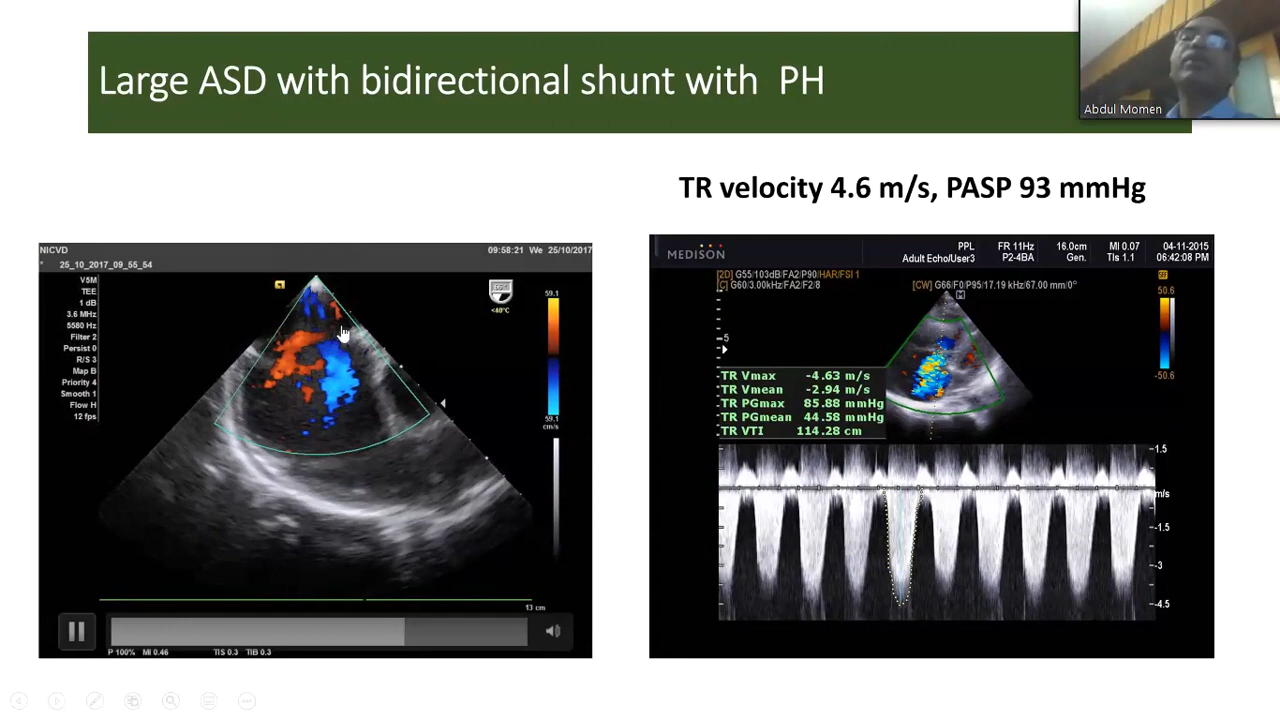 Large ASD with bidirectional shunt with PH
Abdul Momen
TR velocity 4.6 m/s, PASP 93 mmHg
NICVD
09:58:21 We 25/10/2017
* 25_10_2017_09_55_54
V5M
TEE
1 dB
3.6 MHz
5580 Hz
Filter 2
Persist 0
R/S 3
Map B
Priority 4
Smooth 1
Flow H
12 fps
<40°C
59.1
59.1
cm/s
13 cm
P 100% MI 0.46 TIS 0.3 TIB 0.3
MEDISON
PPL
Adult Echo/User3
FR 11Hz
P2-4BA
16.0cm
Gen.
MI 0.07
TIs 1.1
04-11-2015
06:42:08 PM
[2D] G55/103dB/FA2/P90/HAR/FSI 1
[C] G60/3.00kHz/FA2/F2/8
[CW] G66/F0/P95/17.19 kHz/67.00 mm/0°
50.6
-50.6
5
TR Vmax -4.63 m/s
TR Vmean -2.94 m/s
TR PGmax 85.88 mmHg
TR PGmean 44.58 mmHg
TR VTI 114.28 cm
1.5
m/s
-1.5
-3
-4.5